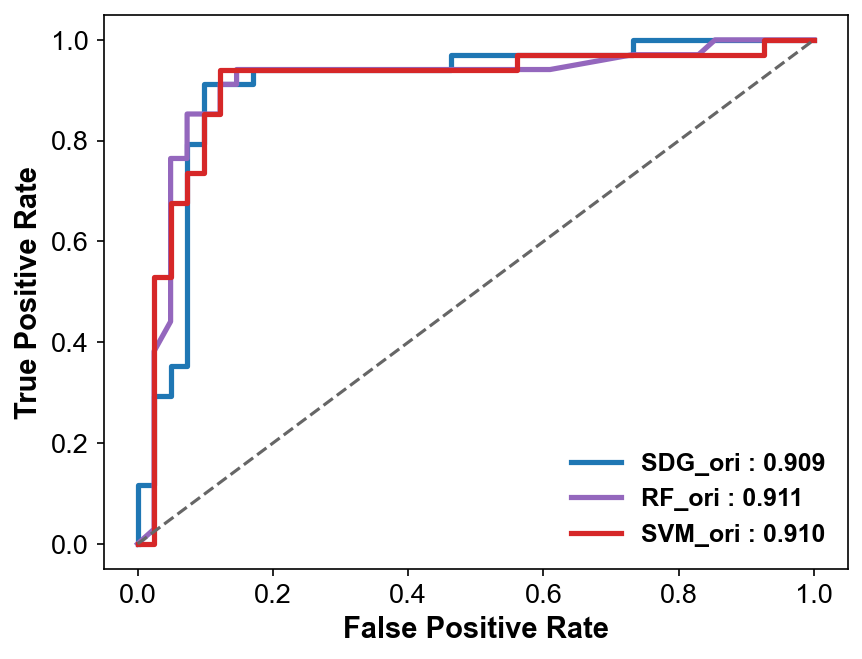 1.0
0.8
0.6
0.4
0.2
0.0
True Positive Rate
SDG_ori : 0.909
RF_ori : 0.911
SVM_ori : 0.910
0.0 0.2 0.4 0.6 0.8 1.0
False Positive Rate